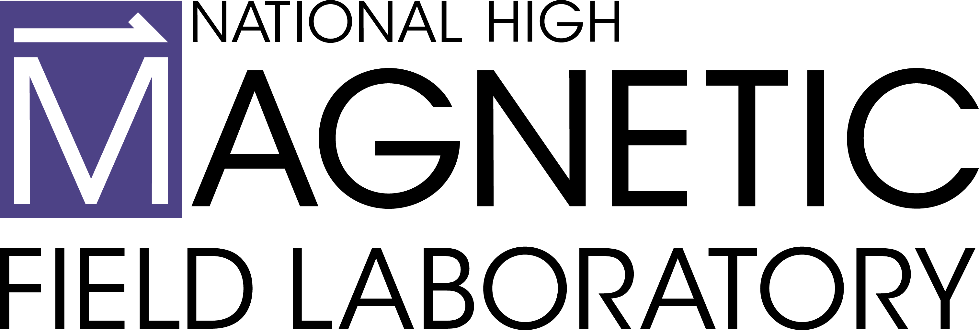 NATIONAL HIGH
MAGNETIC
FIELD LABORATORY